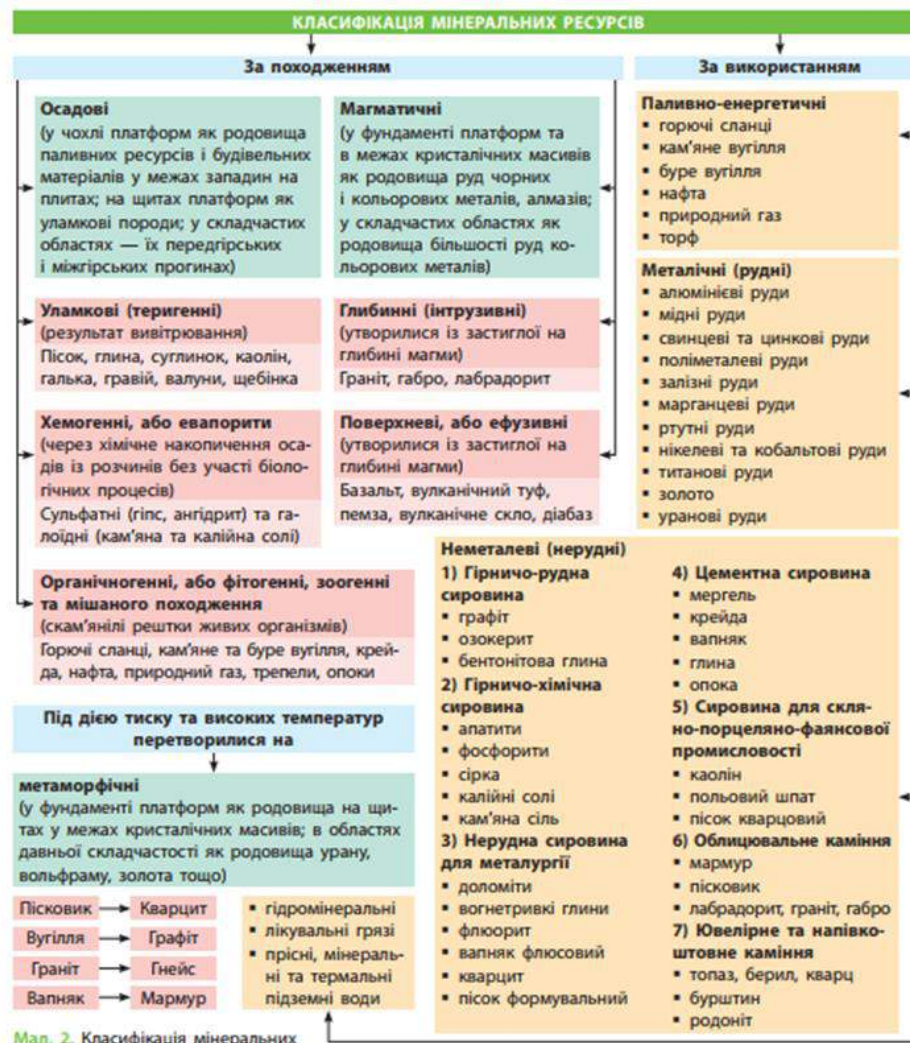 КЛАСИФІКАЦІЯ МІНЕРАЛЬНИХ РЕСУРСІВ
За походженням
Осадові
(у чохлі платформ як родовища
паливних ресурсів і будівельних
матеріалів у межах западин на
плитах; на щитах платформ як
уламкові породи; у складчастих
областях — їх передгірських
і міжгірських прогинах)
Уламкові (теригенні)
(результат вивітрювання)
Пісок, глина, суглинок, каолін,
галька, гравій, валуни, щебінка
Хемогенні, або евапорити
(через хімічне накопичення оса-
дів із розчинів без участі біоло-
гічних процесів)
Сульфатні (гіпс, ангідрит) та га-
лоїдні (кам'яна та калійна солі)
Органічногенні, або фітогенні, зоогенні
та мішаного походження
(скам'янілі рештки живих організмів)
Горючі сланці, кам'яне та буре вугілля, крей-
да, нафта, природний газ, трепели, опоки
Магматичні
(у фундаменті платформ та
в межах кристалічних масивів
як родовища руд чорних
і кольорових металів, алмазів;
у складчастих областях як
родовища більшості руд ко-
льорових металів)
Глибинні (інтрузивні)
(утворилися із застиглої на
глибині магми)
Граніт, габро, лабрадорит
Поверхневі, або ефузивні
(утворилися із застиглої на
глибині магми)
Базальт, вулканічний туф,
пемза, вулканічне скло, діабаз
Під дією тиску та високих температур
перетворилися на
метаморфічні
(у фундаменті платформ як родовища на щи-
тах у межах кристалічних масивів; в областях
давньої складчастості як родовища урану,
вольфраму, золота тощо)
Пісковик Кварцит
Вугілля Графіт
Граніт Гнейс
Вапняк Мармур
▪ гідромінеральні
▪ лікувальні грязі
▪ прісні, мінераль-
ні та термальні
підземні води
За використанням
Паливно-енергетичні
▪ горючі сланці
▪ кам'яне вугілля
▪ буре вугілля
▪ нафта
▪ природний газ
▪ торф
Металічні (рудні)
▪ алюмінієві руди
▪ мідні руди
▪ свинцеві та цинкові руди
▪ поліметалеві руди
▪ залізні руди
▪ марганцеві руди
▪ ртутні руди
▪ нікелеві та кобальтові руди
▪ титанові руди
▪ золото
▪ уранові руди
Неметалеві (нерудні)
1) Гірничо-рудна
сировина
▪ графіт
▪ озокерит
▪ бентонітова глина
2) Гірничо-хімічна
сировина
▪ апатити
▪ фосфорити
▪ сірка
▪ калійні солі
▪ кам'яна сіль
3) Нерудна сировина
для металургії
▪ доломіти
▪ вогнетривкі глини
▪ флюорит
▪ вапняк флюсовий
▪ кварцит
▪ пісок формувальний
4) Цементна сировина
▪ мергель
▪ крейда
▪ вапняк
▪ глина
▪ опока
5) Сировина для скля-
но-порцеляно-фаянсової
промисловості
▪ каолін
▪ польовий шпат
▪ пісок кварцовий
6) Облицювальне каміння
▪ мармур
▪ пісковик
▪ лабрадорит, граніт, габро
7) Ювелірне та напівко-
штовне каміння
▪ топаз, берил, кварц
▪ бурштин
▪ родоніт
Мал. 2. Класифікація мінеральних